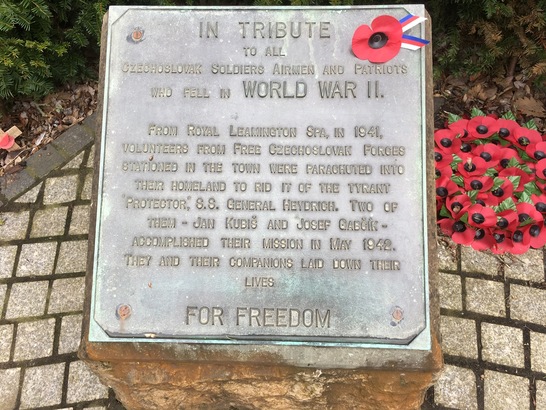 IN TRIBUTE
TO ALL
CZECHOSLOVAK SOLDIERS AIRMEN AND PATRIOTS
WHO FELL IN WORLD WAR II.
FROM ROYAL LEAMINGTON SPA, IN 1941,
VOLUNTEERS FROM FREE CZECHOSLOVAK FORCES
STATIONED IN THE TOWN WERE PARACHUTED INTO
THEIR HOMELAND TO RID IT OF THE TYRANT
'PROTECTOR', S.S. GENERAL HEYDRICH. TWO OF
THEM - JAN KUBIŠ AND JOSEF GABČÍK -
ACCOMPLISHED THEIR MISSION IN MAY 1942.
THEY AND THEIR COMPANIONS LAID DOWN THEIR
LIVES
FOR FREEDOM